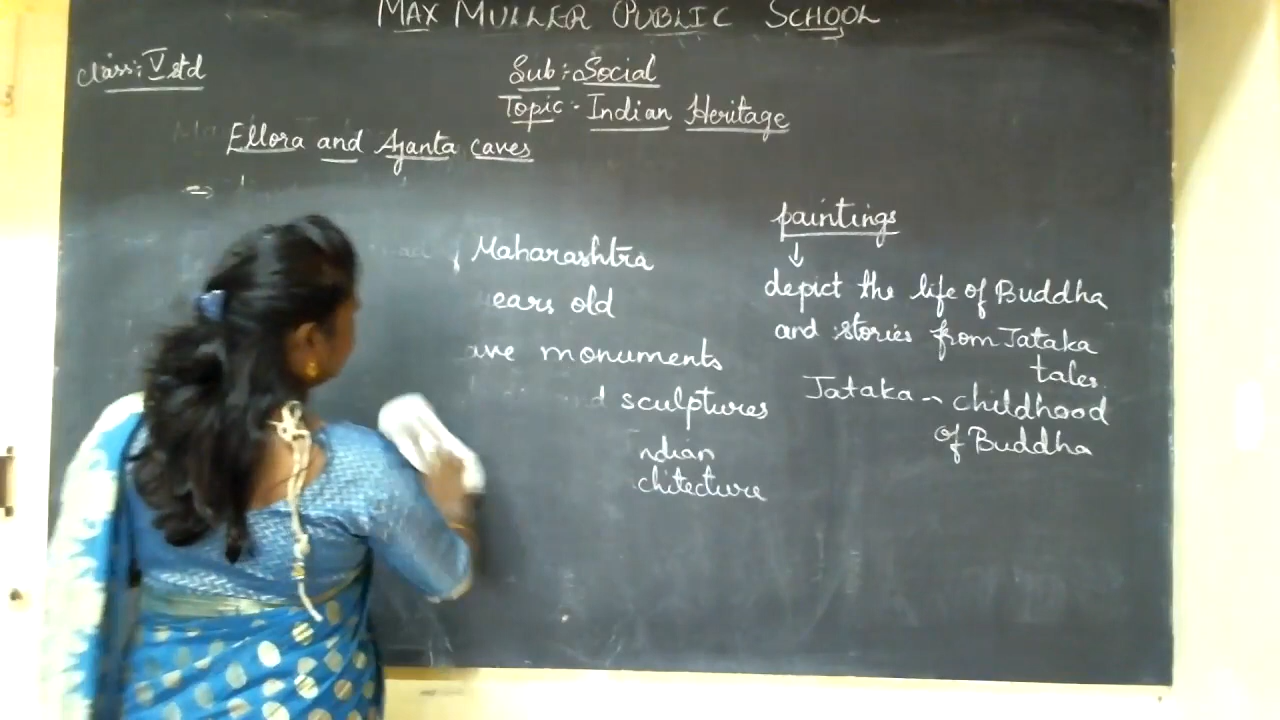 MAX MULLER PUBLIC SCHOOL
Class: V std
Sub:- Social
Topic:- Indian Heritage
Ellora and Ajanta caves
⇒
Maharashtra
ears old
ave monuments
d sculptures
ndian
chitecture
paintings
↓
depict the life of Buddha
and stories from Jataka
tales.
Jataka ~ childhood
of Buddha